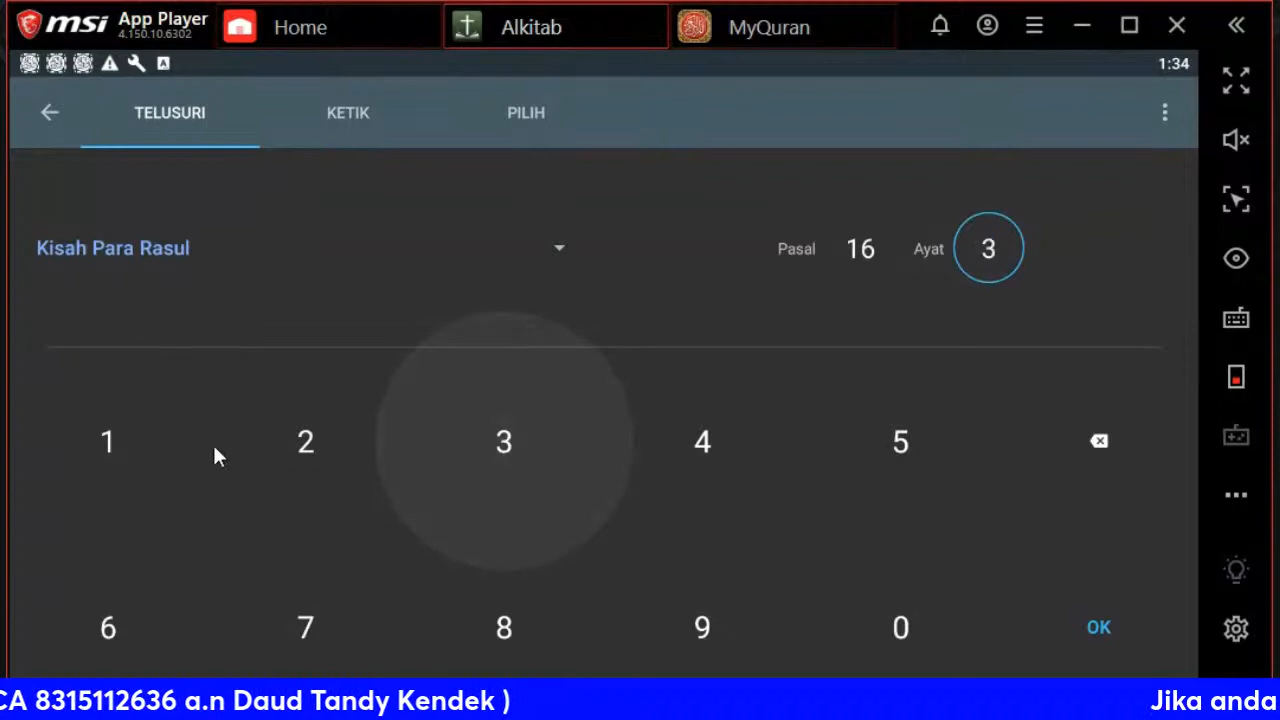 msi App Player
4.150.10.6302
Home
Alkitab
MyQuran
1:34
TELUSURI
KETIK
PILIH
Kisah Para Rasul
Pasal 16 Ayat 3
1 2 3 4 5
6 7 8 9 0 OK
CA 8315112636 a.n Daud Tandy Kendek )
Jika anda